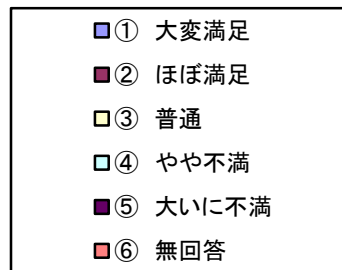 ① 大変満足
② ほぼ満足
③ 普通
④ やや不満
⑤ 大いに不満
⑥ 無回答